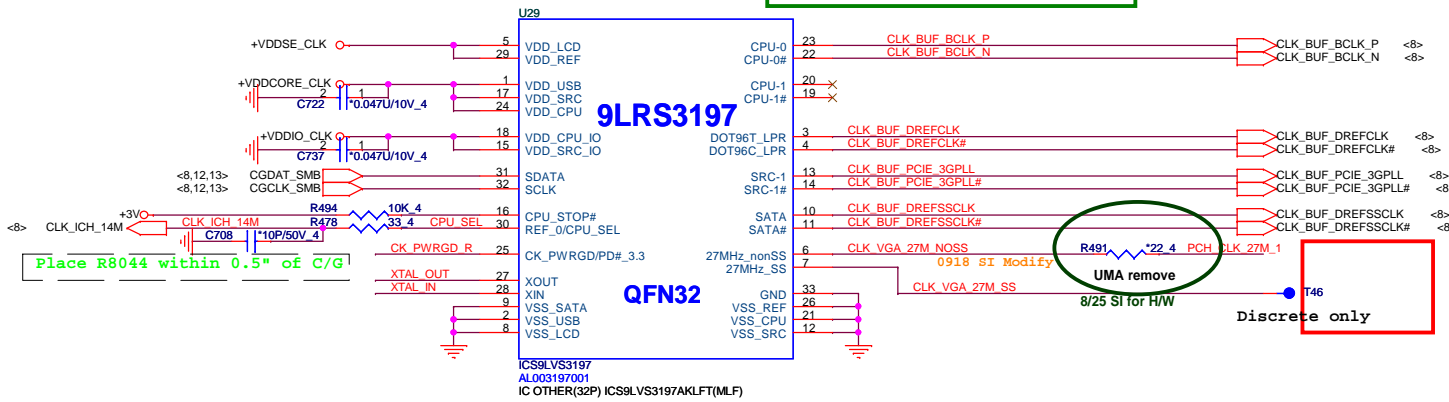 U29
+VDDSE_CLK 5 VDD_LCD CPU-0 23 CLK_BUF_BCLK_P CLK_BUF_BCLK_P <8>
29 VDD_REF CPU-0# 22 CLK_BUF_BCLK_N CLK_BUF_BCLK_N <8>
+VDDCORE_CLK 1 VDD_USB CPU-1 20
2 1 17 VDD_SRC CPU-1# 19
C722 *0.047U/10V_4 24 VDD_CPU
9LRS3197
+VDDIO_CLK 18 VDD_CPU_IO DOT96T_LPR 3 CLK_BUF_DREFCLK CLK_BUF_DREFCLK <8>
2 1 15 VDD_SRC_IO DOT96C_LPR 4 CLK_BUF_DREFCLK# CLK_BUF_DREFCLK# <8>
C737 *0.047U/10V_4
<8,12,13> CGDAT_SMB 31 SDATA SRC-1 13 CLK_BUF_PCIE_3GPLL CLK_BUF_PCIE_3GPLL <8>
<8,12,13> CGCLK_SMB 32 SCLK SRC-1# 14 CLK_BUF_PCIE_3GPLL# CLK_BUF_PCIE_3GPLL# <8
+3V R494 10K_4 16 CPU_STOP# SATA 10 CLK_BUF_DREFSSCLK CLK_BUF_DREFSSCLK <8>
<8> CLK_ICH_14M CLK_ICH_14M R478 33_4 CPU_SEL 30 REF_0/CPU_SEL SATA# 11 CLK_BUF_DREFSSCLK# CLK_BUF_DREFSSCLK# <8
C708 *10P/50V_4
CK_PWRGD_R 25 CK_PWRGD/PD#_3.3 27MHz_nonSS 6 CLK_VGA_27M_NOSS R491 *22_4 PCH_CLK_27M_1
Place R8044 within 0.5" of C/G 27MHz_SS 7 0918 SI Modify
UMA remove
XTAL_OUT 27 XOUT CLK_VGA_27M_SS T46
XTAL_IN 28 XIN QFN32 GND 33
9 VSS_SATA VSS_REF 26 8/25 SI for H/W
2 VSS_USB VSS_CPU 21 Discrete only
8 VSS_LCD VSS_SRC 12
ICS9LVS3197
AL003197001
IC OTHER(32P) ICS9LVS3197AKLFT(MLF)